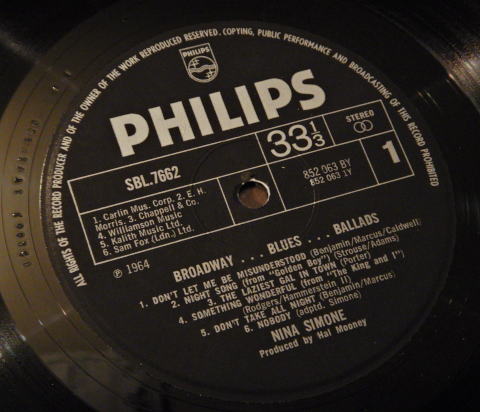 ALL RIGHTS OF THE RECORD PRODUCER AND OF THE OWNER OF THE WORK REPRODUCED RESERVED. COPYING, PUBLIC PERFORMANCE AND BROADCASTING OF THIS RECORD PROHIBITED
PHILIPS
PHILIPS
SBL.7662
33 1/3
852 063 BY
852 063 1Y
STEREO
1
1. Carlin Mus. Corp. 2. E. H.
Morris. 3. Chappell & Co.
4. Williamson Music
5. Kalith Music Ltd.
6. Sam Fox (Ldn.) Ltd.
℗ 1964
BROADWAY ... BLUES ... BALLADS
1. DON'T LET ME BE MISUNDERSTOOD (Benjamin/Marcus/Caldwell)
2. NIGHT SONG (from "Golden Boy") (Strouse/Adams)
3. THE LAZIEST GAL IN TOWN (Porter)
4. SOMETHING WONDERFUL (from "The King and I")
(Rodgers/Hammerstein II)
5. DON'T TAKE ALL NIGHT (Benjamin/Marcus)
6. NOBODY (adptd. Simone)
NINA SIMONE
Produced by Hal Mooney